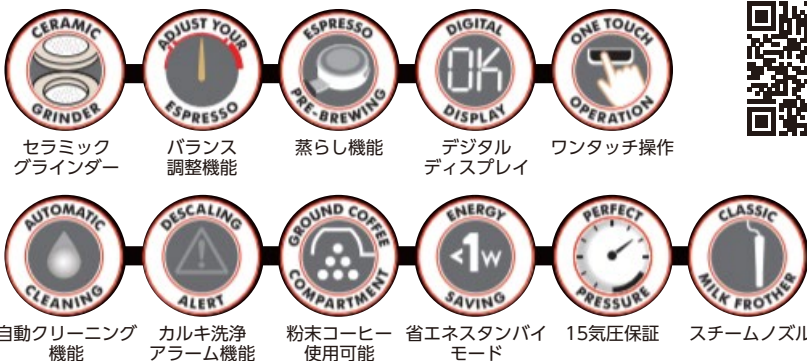 CERAMIC GRINDER
ADJUST YOUR ESPRESSO
ESPRESSO PRE-BREWING
DIGITAL DISPLAY
OK
ONE TOUCH OPERATION
セラミック
グラインダー
バランス
調整機能
蒸らし機能
デジタル
ディスプレイ
ワンタッチ操作
AUTOMATIC CLEANING
DESCALING ALERT
GROUND COFFEE COMPARTMENT
ENERGY SAVING
<1w
PERFECT PRESSURE
CLASSIC MILK FROTHER
自動クリーニング
機能
カルキ洗浄
アラーム機能
粉末コーヒー
使用可能
省エネスタンバイ
モード
15気圧保証
スチームノズル